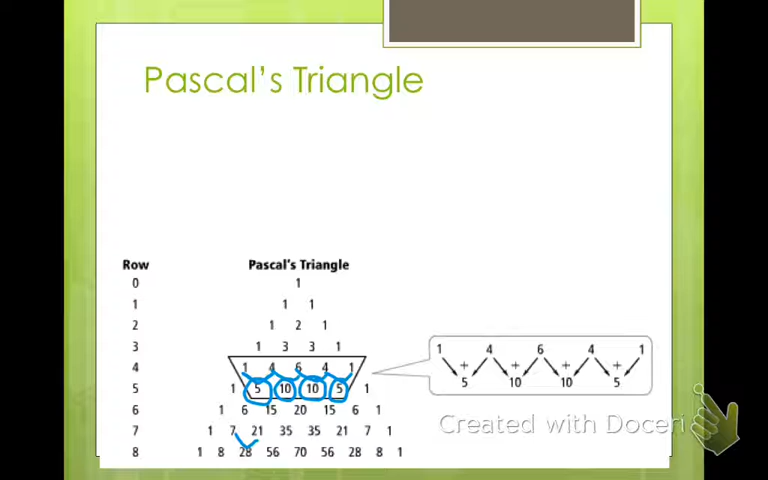 Pascal's Triangle
Row Pascal's Triangle
0 1
1 1 1
2 1 2 1
3 1 3 3 1
4 1 4 6 4 1
5 1 5 10 10 5 1
6 1 6 15 20 15 6 1
7 1 7 21 35 35 21 7 1
8 1 8 28 56 70 56 28 8 1
1 4 6 4 1
+ + + +
5 10 10 5
Created with Doceri